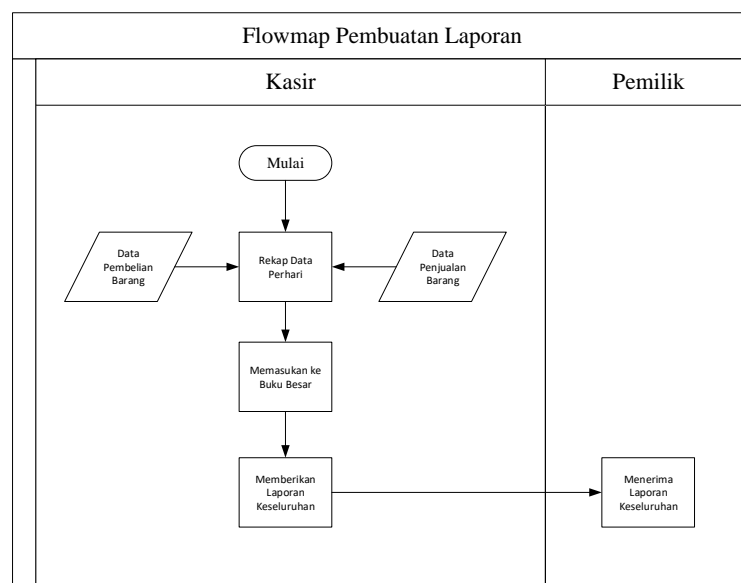 Flowmap Pembuatan Laporan
Kasir
Pemilik
Mulai
Data
Pembelian
Barang
Rekap Data
Perhari
Data
Penjualan
Barang
Memasukan ke
Buku Besar
Memberikan
Laporan
Keseluruhan
Menerima
Laporan
Keseluruhan